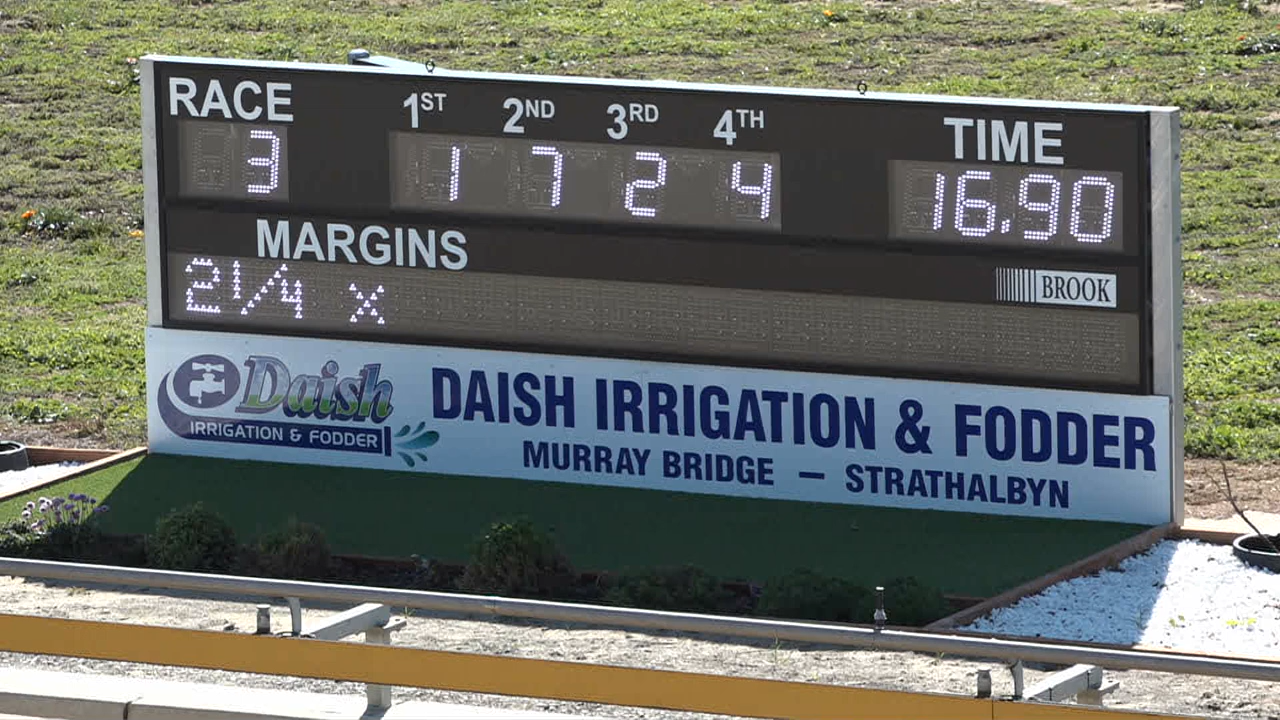 RACE 1ST 2ND 3RD 4TH TIME
3 1 7 2 4 16.90
MARGINS
2 1/4 x
BROOK
Daish
IRRIGATION & FODDER
DAISH IRRIGATION & FODDER
MURRAY BRIDGE – STRATHALBYN